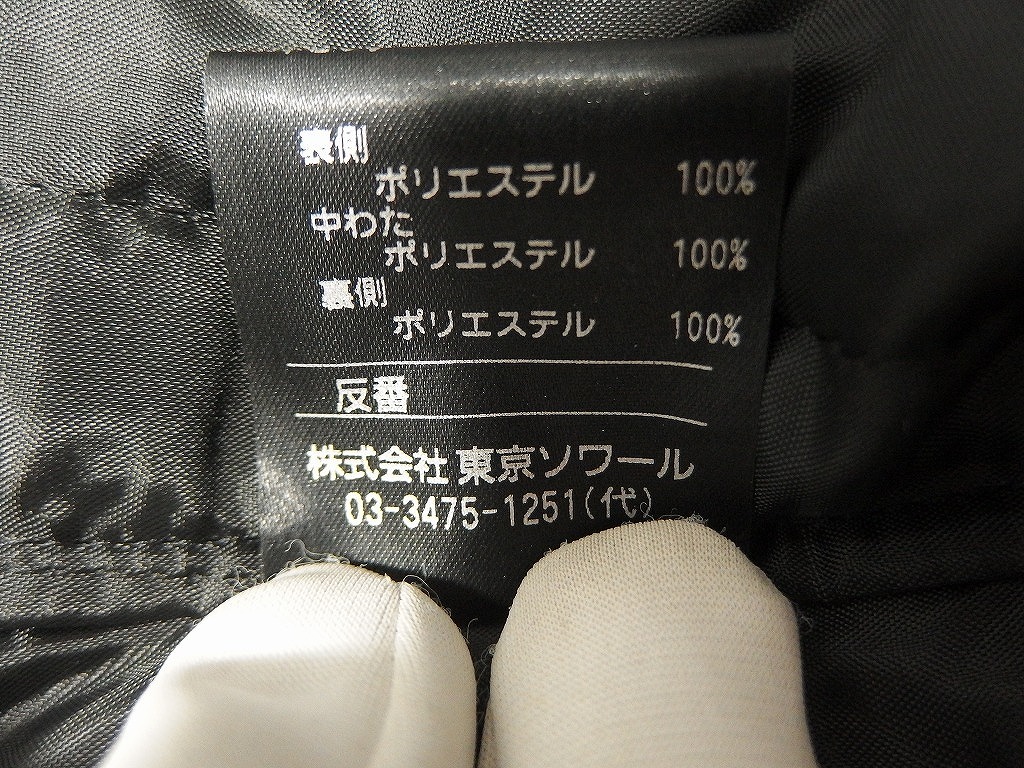 表側
ポリエステル 100%
中わた
ポリエステル 100%
裏側
ポリエステル 100%
反番
株式会社 東京ソワール
03-3475-1251(代)